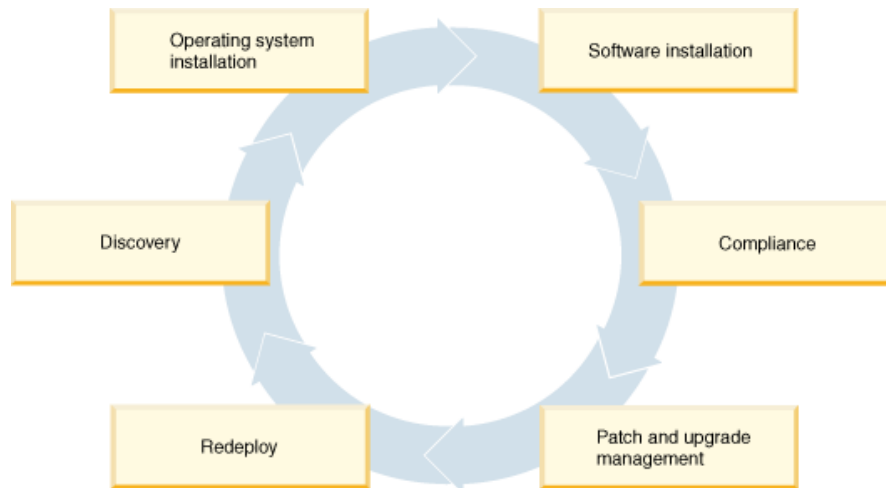 Operating system
installation
Software installation
Discovery
Compliance
Redeploy
Patch and upgrade
management